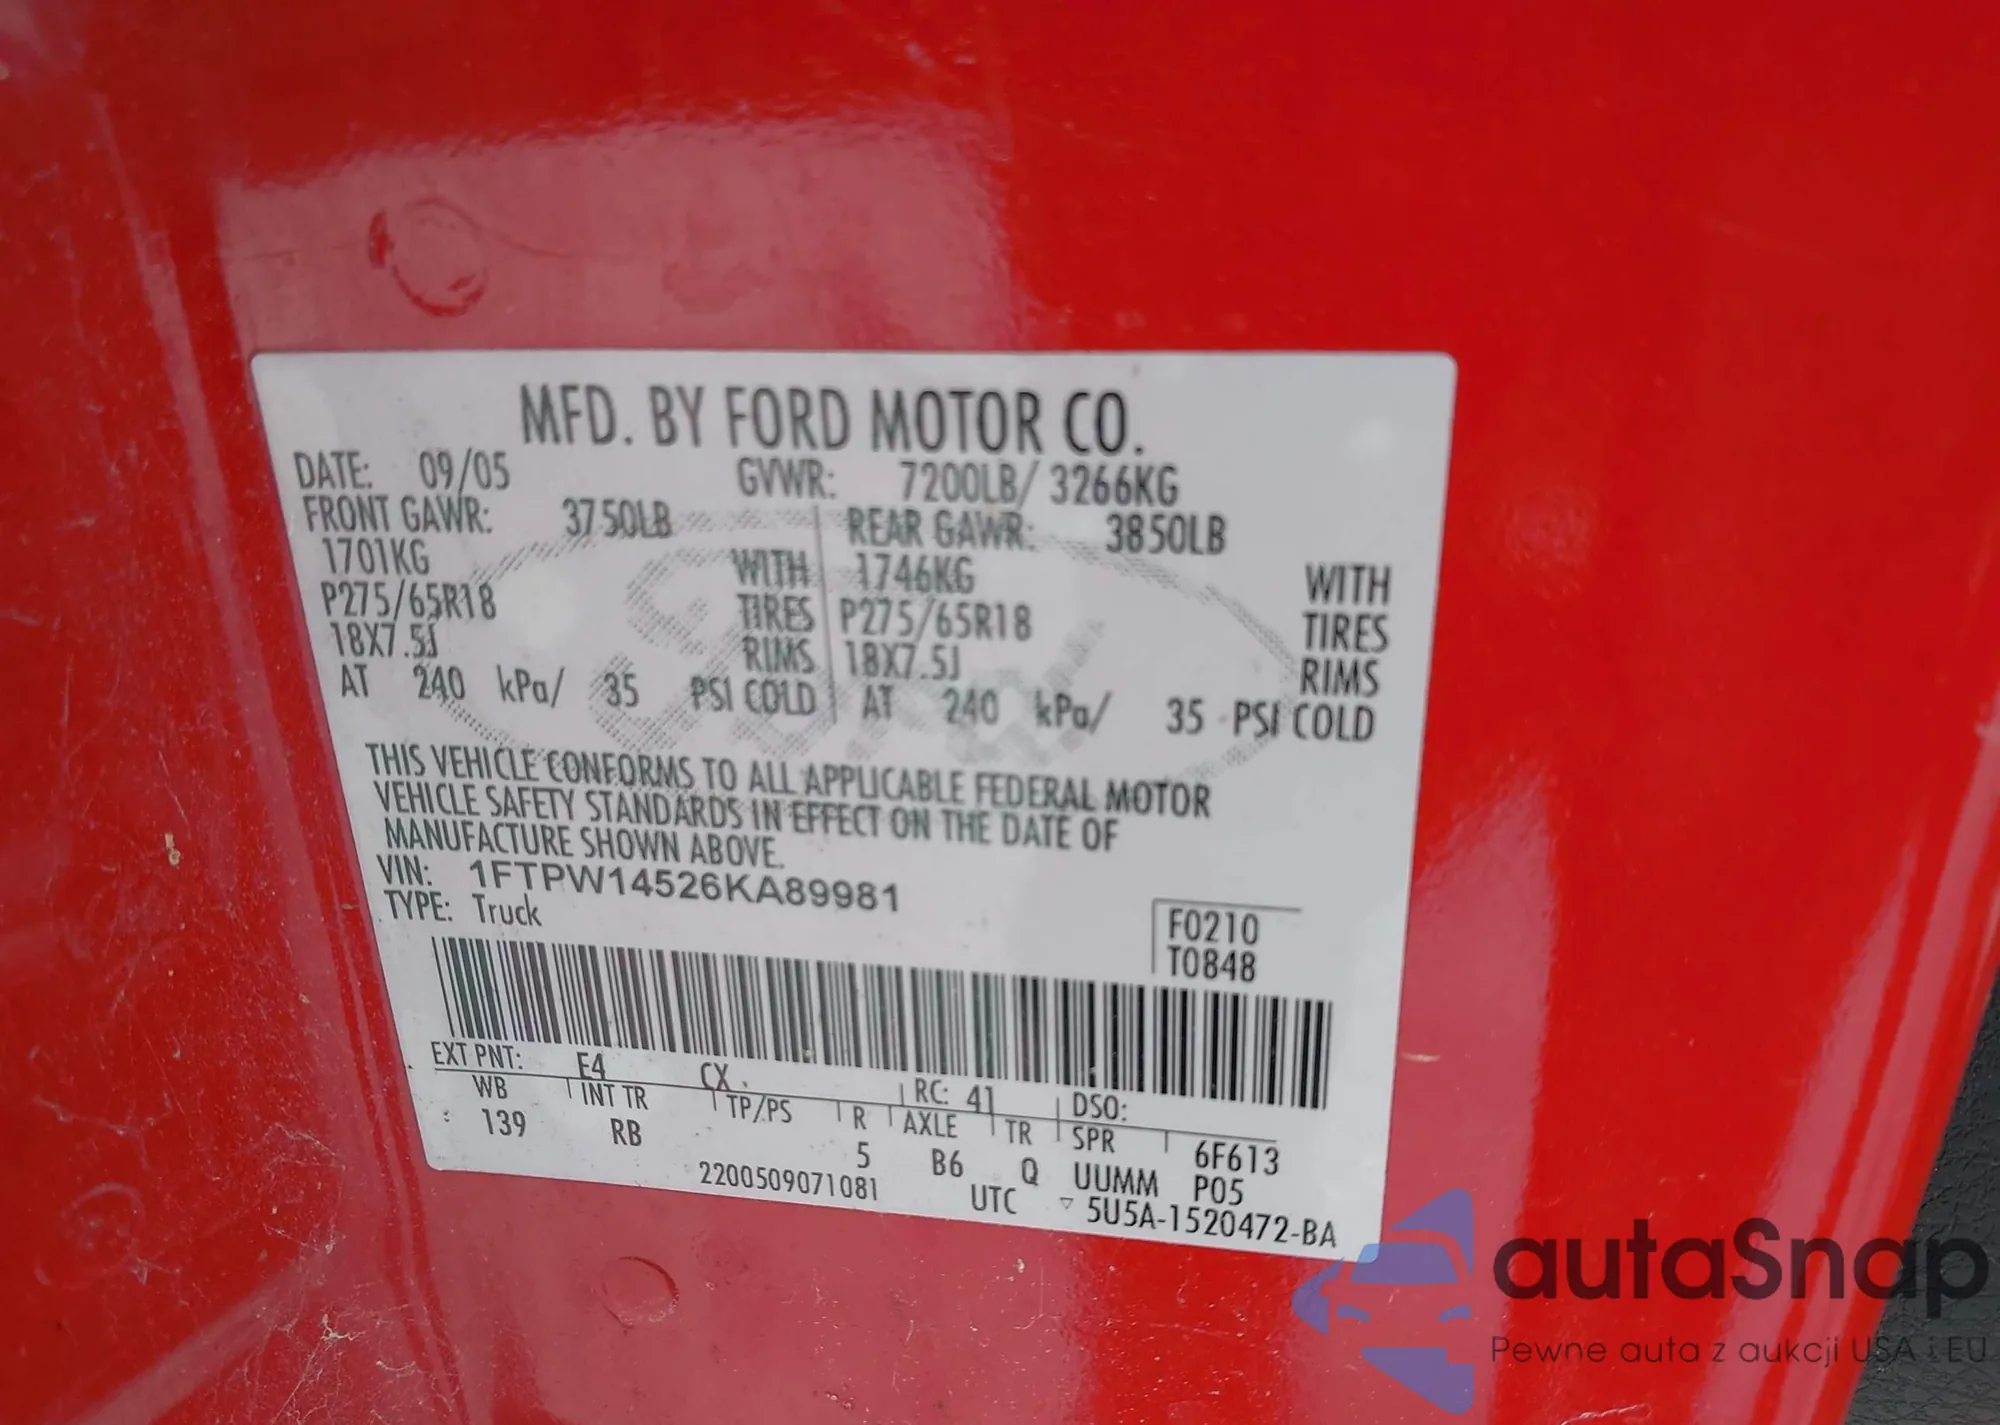 MFD. BY FORD MOTOR CO.
DATE: 09/05 GVWR: 7200LB/ 3266KG
FRONT GAWR: 3750LB REAR GAWR: 3850LB
1701KG WITH 1746KG WITH
P275/65R18 TIRES P275/65R18 TIRES
18X7.5J RIMS 18X7.5J RIMS
AT 240 kPa/ 35 PSI COLD AT 240 kPa/ 35 PSI COLD
THIS VEHICLE CONFORMS TO ALL APPLICABLE FEDERAL MOTOR
VEHICLE SAFETY STANDARDS IN EFFECT ON THE DATE OF
MANUFACTURE SHOWN ABOVE.
VIN: 1FTPW14526KA89981
TYPE: Truck
F0210
T0848
EXT PNT: E4 CX RC: 41 DSO:
WB INT TR TP/PS R AXLE TR SPR 6F613
139 RB 5 B6 Q UUMM P05
2200509071081 UTC ▽ 5U5A-1520472-BA
autaSnap
Pewne auta z aukcji USA i EU